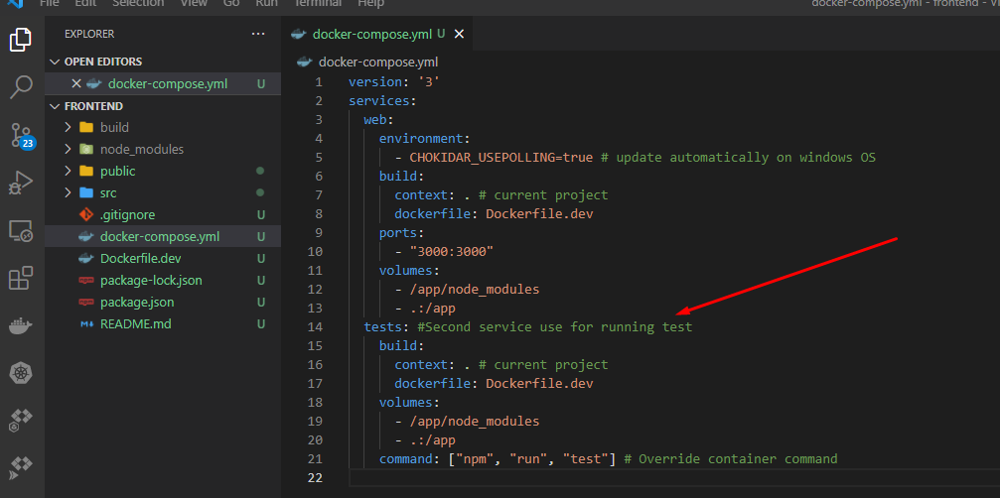 File Edit Selection View Go Run Terminal Help docker-compose.yml - frontend - Vi
EXPLORER ...
OPEN EDITORS
docker-compose.yml U
FRONTEND
build
node_modules
public
src
.gitignore U
docker-compose.yml U
Dockerfile.dev U
package-lock.json U
package.json U
README.md U
23
docker-compose.yml U
docker-compose.yml
1 version: '3'
2 services:
3 web:
4 environment:
5 - CHOKIDAR_USEPOLLING=true # update automatically on windows OS
6 build:
7 context: . # current project
8 dockerfile: Dockerfile.dev
9 ports:
10 - "3000:3000"
11 volumes:
12 - /app/node_modules
13 - .:/app
14 tests: #Second service use for running test
15 build:
16 context: . # current project
17 dockerfile: Dockerfile.dev
18 volumes:
19 - /app/node_modules
20 - .:/app
21 command: ["npm", "run", "test"] # Override container command
22